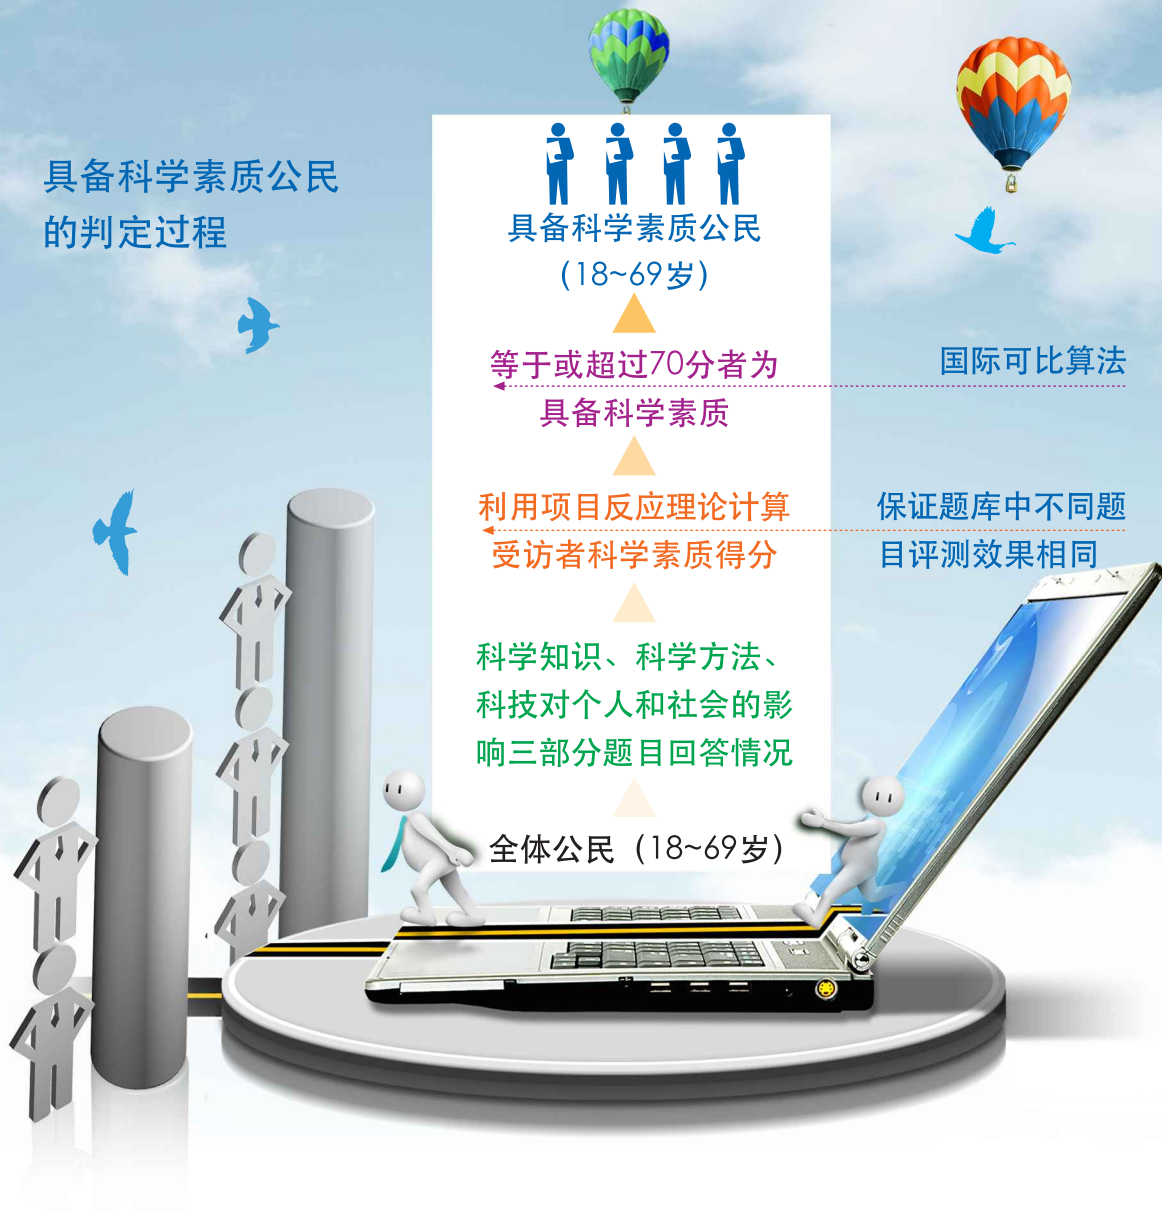 具备科学素质公民
的判定过程
具备科学素质公民
（18~69岁）
等于或超过70分者为
具备科学素质
国际可比算法
利用项目反应理论计算
受访者科学素质得分
保证题库中不同题
目评测效果相同
科学知识、科学方法、
科技对个人和社会的影
响三部分题目回答情况
全体公民（18~69岁）